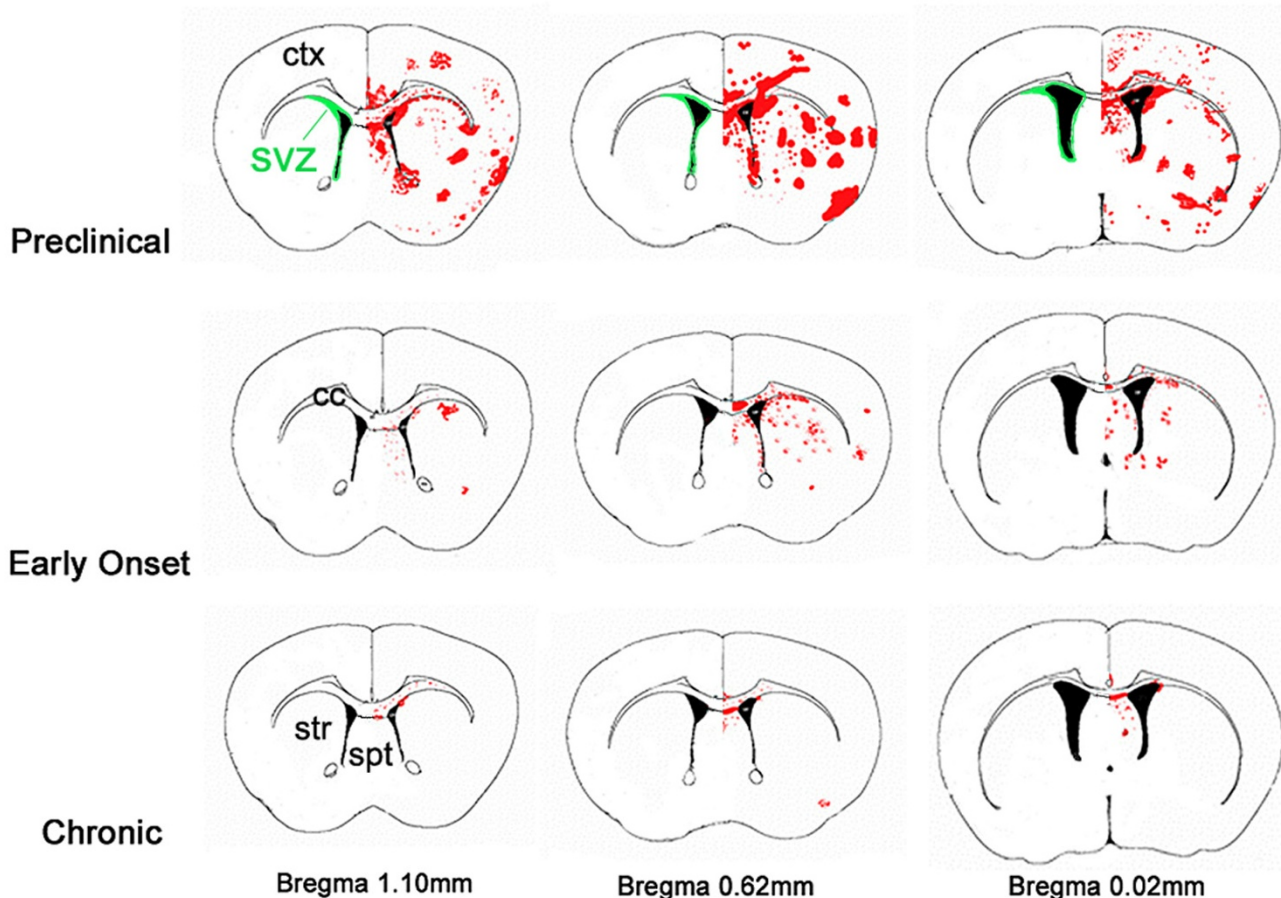 ctx
SVZ
Preclinical
cc
Early Onset
str
spt
Chronic
Bregma 1.10mm
Bregma 0.62mm
Bregma 0.02mm